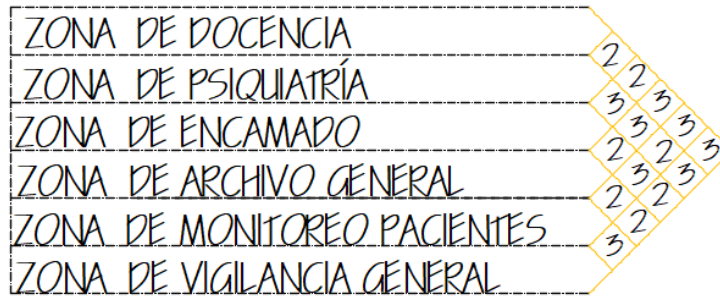 ZONA DE DOCENCIA
2
ZONA DE PSIQUIATRÍA 2
3 3
ZONA DE ENCAMADO 3 3
2 2 3
ZONA DE ARCHIVO GENERAL 3 3
2 2
ZONA DE MONITOREO PACIENTES 2
3
ZONA DE VIGILANCIA GENERAL